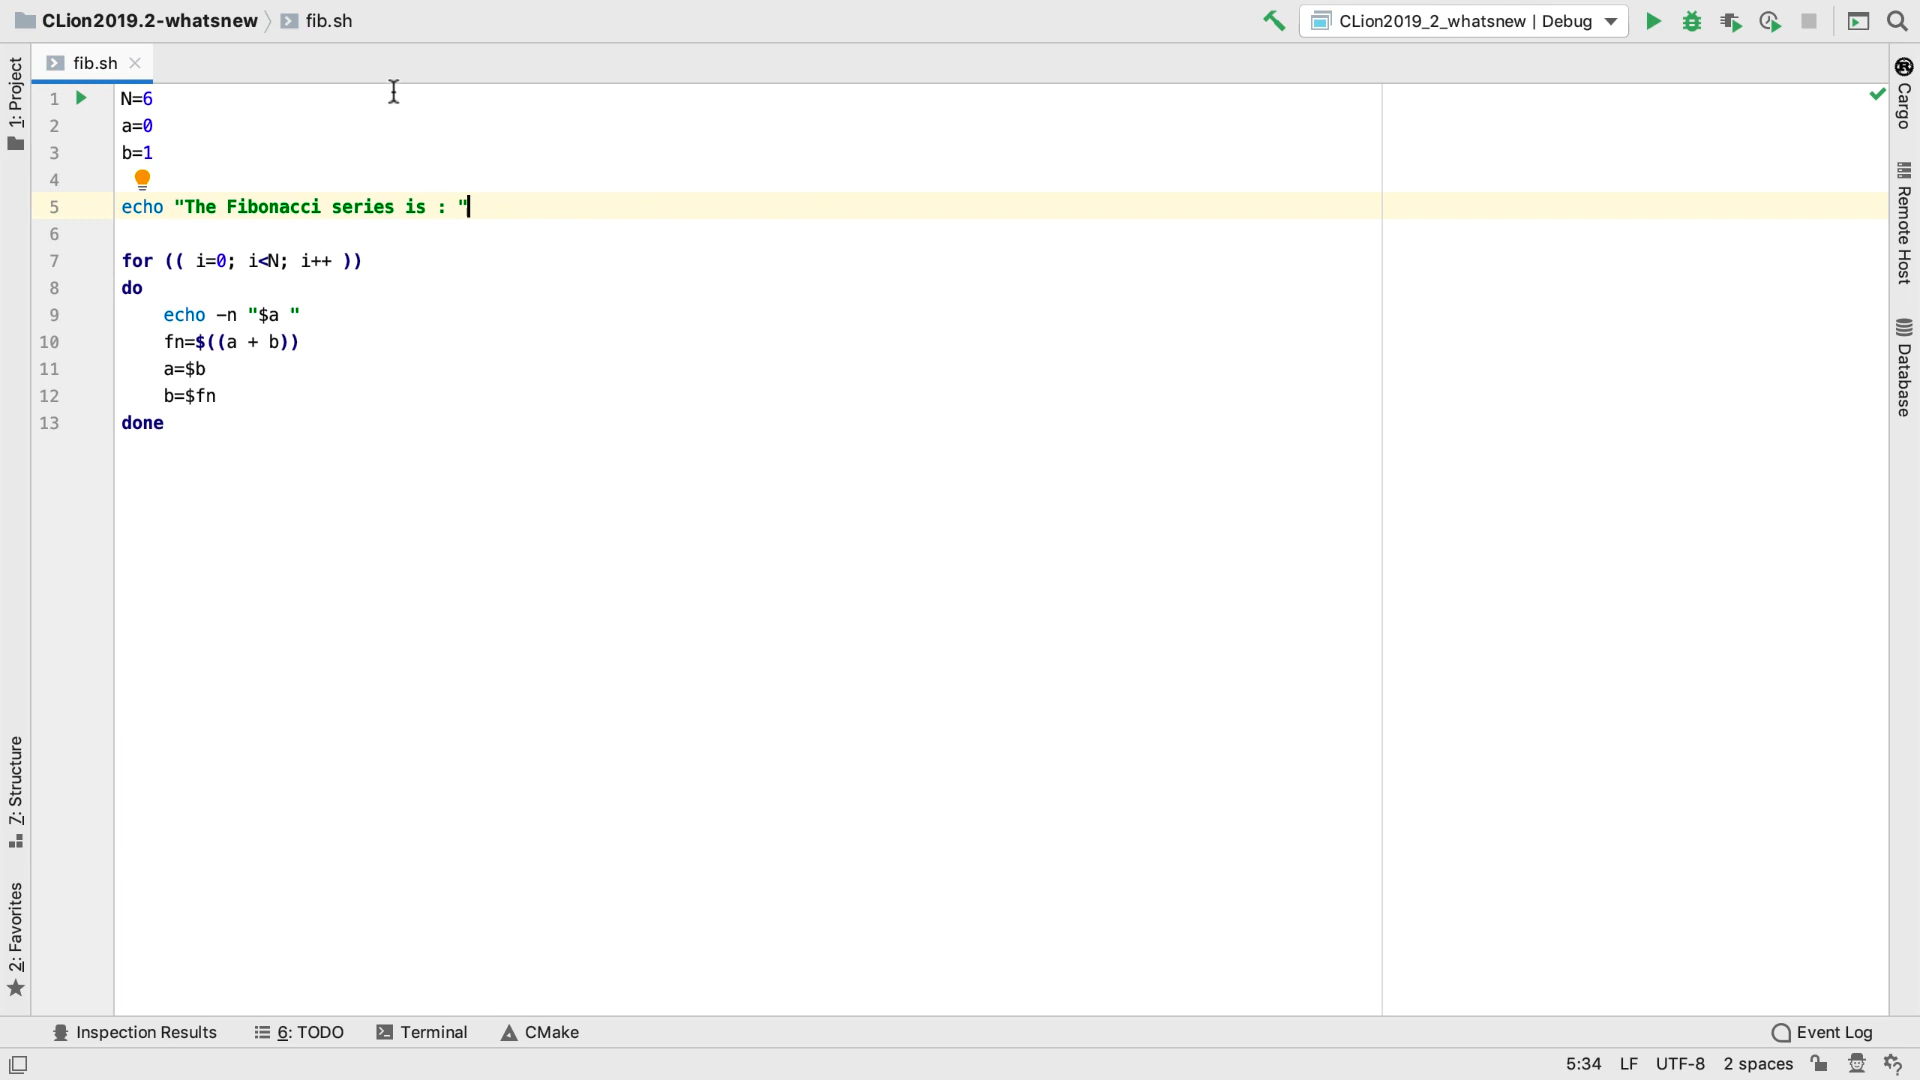 CLion2019.2-whatsnew fib.sh CLion2019_2_whatsnew | Debug
fib.sh
1: Project
7: Structure
2: Favorites
1 N=6
2 a=0
3 b=1
4
5 echo "The Fibonacci series is : "
6
7 for (( i=0; i<N; i++ ))
8 do
9     echo -n "$a "
10     fn=$((a + b))
11     a=$b
12     b=$fn
13 done
Cargo
Remote Host
Database
Inspection Results 6: TODO Terminal CMake Event Log
5:34 LF UTF-8 2 spaces